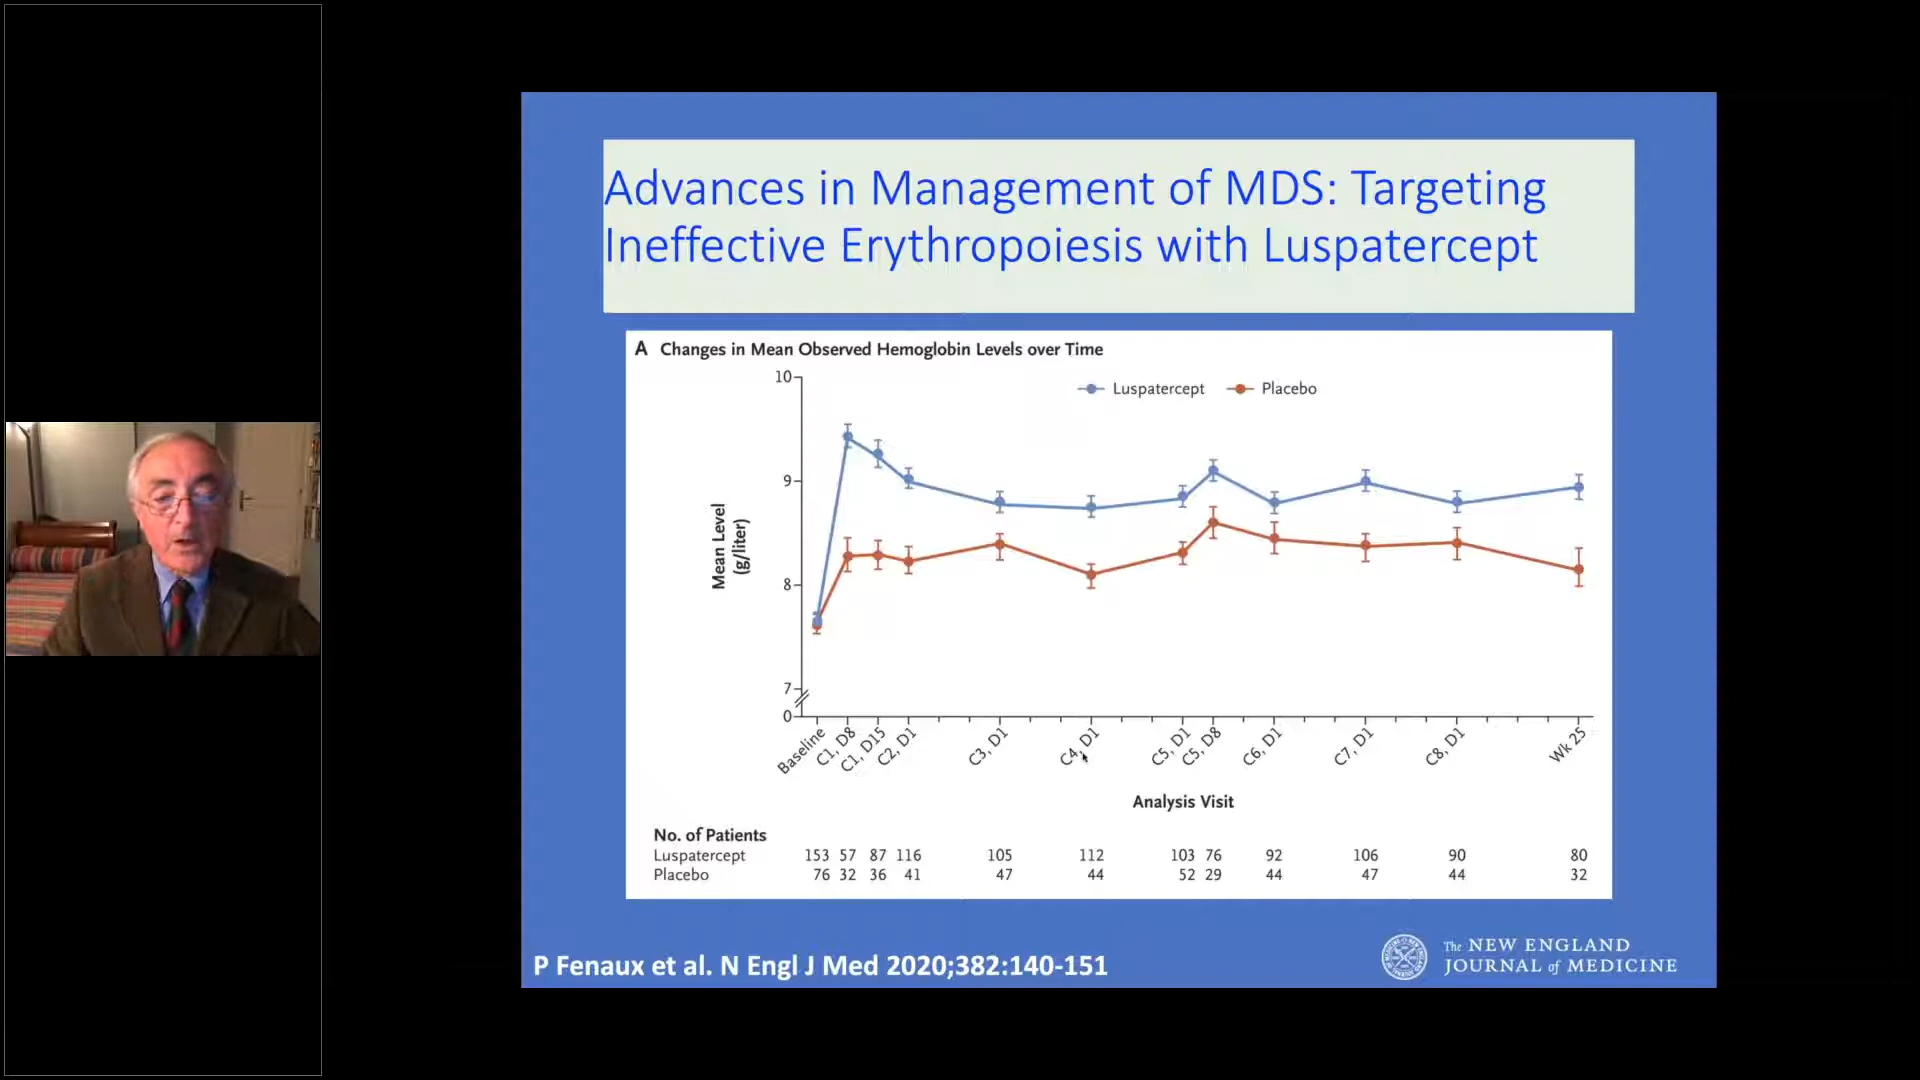 Advances in Management of MDS: Targeting
Ineffective Erythropoiesis with Luspatercept
A Changes in Mean Observed Hemoglobin Levels over Time
Luspatercept Placebo
Mean Level
(g/liter)
10
9
8
7
0
Baseline C1, D8 C1, D15 C2, D1 C3, D1 C4, D1 C5, D1 C5, D8 C6, D1 C7, D1 C8, D1 Wk 25
Analysis Visit
No. of Patients
Luspatercept 153 57 87 116 105 112 103 76 92 106 90 80
Placebo 76 32 36 41 47 44 52 29 44 47 44 32
P Fenaux et al. N Engl J Med 2020;382:140-151
The NEW ENGLAND
JOURNAL of MEDICINE